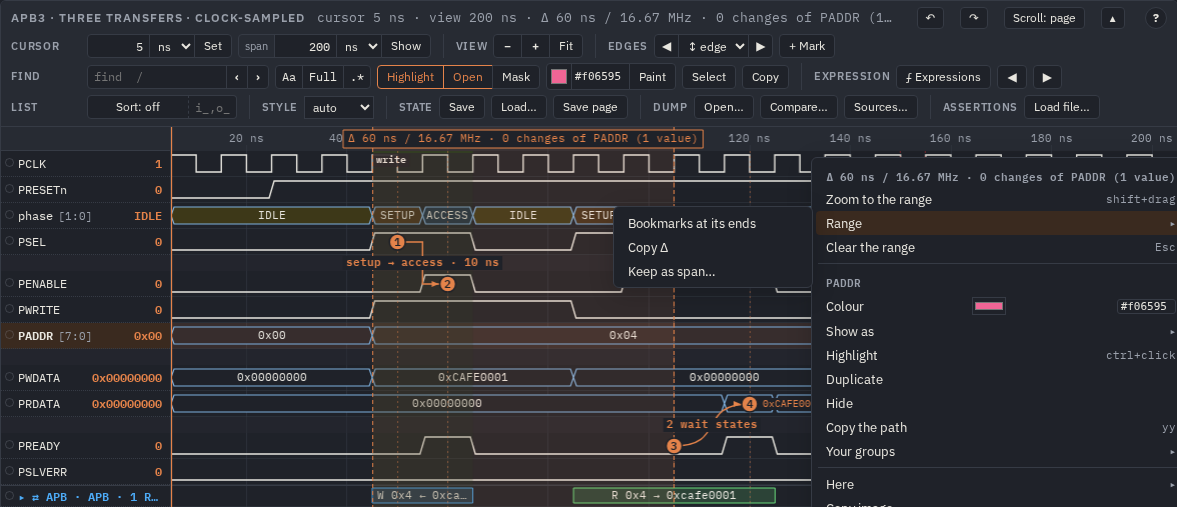 APB3 · THREE TRANSFERS · CLOCK-SAMPLED cursor 5 ns · view 200 ns · Δ 60 ns / 16.67 MHz · 0 changes of PADDR (1… ↶ ↷ Scroll: page ▴ ?
CURSOR 5 ns Set span 200 ns Show VIEW − + Fit EDGES ◀ ↕ edge ▶ + Mark
FIND find / ‹ › Aa Full .* Highlight Open Mask #f06595 Paint Select Copy EXPRESSION ƒ Expressions ◀ ▶
LIST Sort: off i_,o_ STYLE auto STATE Save Load… Save page DUMP Open… Compare… Sources… ASSERTIONS Load file…
20 ns 40 Δ 60 ns / 16.67 MHz · 0 changes of PADDR (1 value) 120 ns 140 ns 160 ns 180 ns 200 ns
PCLK 1 write
PRESETn 0
phase [1:0] IDLE IDLE SETUP ACCESS IDLE SETUP
PSEL 0 1
setup → access · 10 ns
PENABLE 0 2
PWRITE 0
PADDR [7:0] 0x00 0x00 0x04
PWDATA 0x00000000 0x00000000 0xCAFE0001 0x00000000
PRDATA 0x00000000 0x00000000 4 0xCAFE00
2 wait states
PREADY 0 3
PSLVERR 0
▸ ⇄ APB · APB · 1 R… W 0x4 ← 0xca… R 0x4 → 0xcafe0001
Bookmarks at its ends
Copy Δ
Keep as span…
Δ 60 ns / 16.67 MHz · 0 changes of PADDR (1 value)
Zoom to the range shift+drag
Range ▸
Clear the range Esc
PADDR
Colour #f06595
Show as ▸
Highlight ctrl+click
Duplicate
Hide
Copy the path yy
Your groups ▸
Here ▸